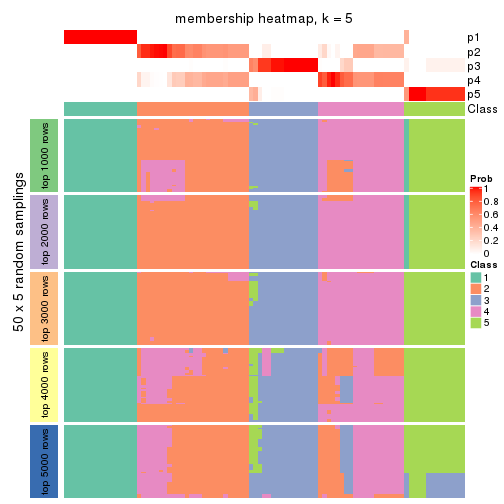 membership heatmap, k = 5
p1
p2
p3
p4
p5
Class
50 x 5 random samplings
top 1000 rows
top 2000 rows
top 3000 rows
top 4000 rows
top 5000 rows
Prob
1
0.8
0.6
0.4
0.2
0
Class
1
2
3
4
5